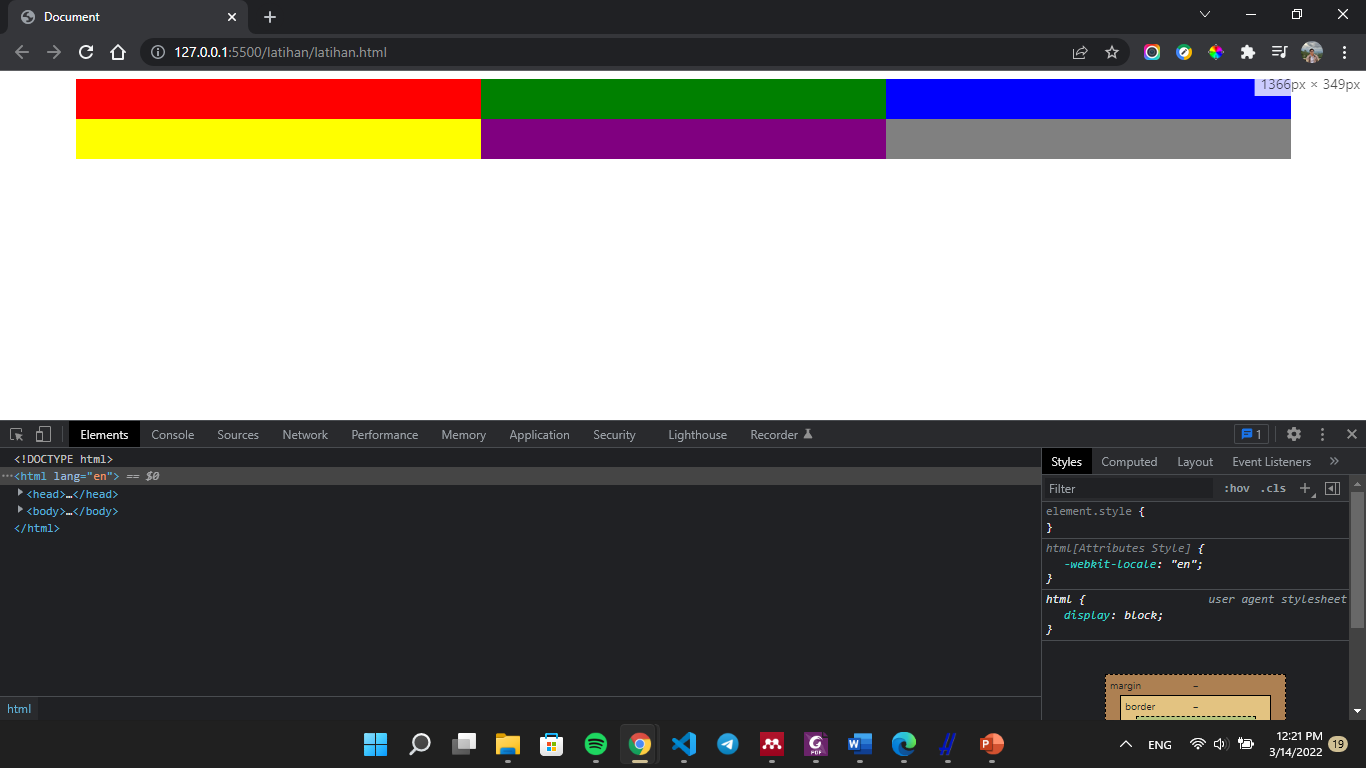 Document
127.0.0.1:5500/latihan/latihan.html
1366px × 349px
Elements Console Sources Network Performance Memory Application Security Lighthouse Recorder 1
<!DOCTYPE html>
···<html lang="en"> == $0
<head>…</head>
<body>…</body>
</html>
html
Styles Computed Layout Event Listeners »
Filter :hov .cls +
element.style {
}
html[Attributes Style] {
-webkit-locale: "en";
}
html { user agent stylesheet
display: block;
}
margin –
border –
PDF
W
P
ENG
12:21 PM
3/14/2022
19